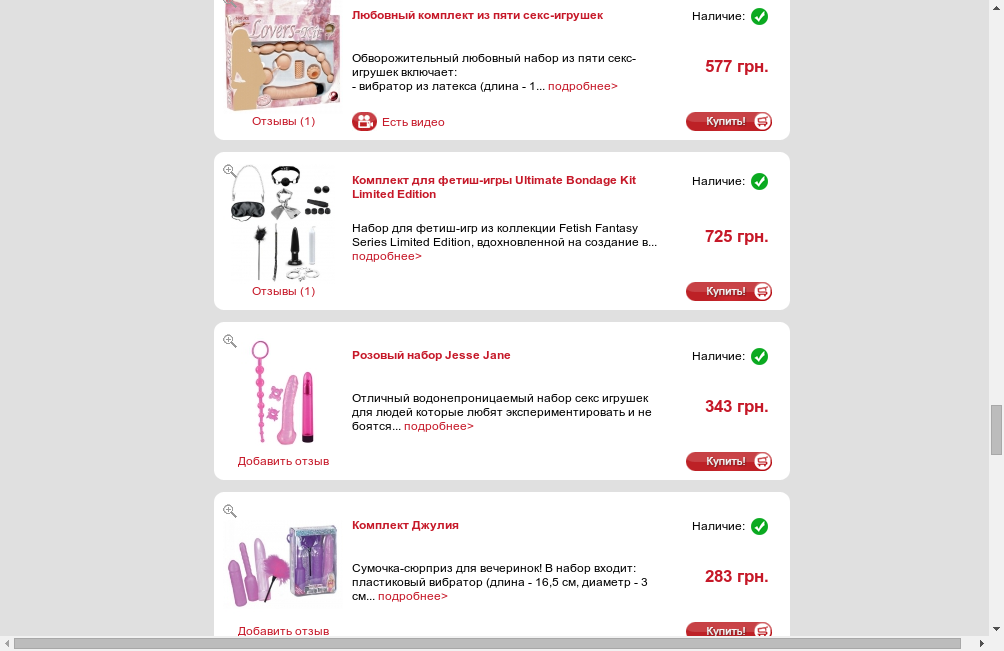 Любовный комплект из пяти секс-игрушек
Наличие:
Lovers-Kit
Обворожительный любовный набор из пяти секс-
игрушек включает:
- вибратор из латекса (длина - 1... подробнее>
577 грн.
Отзывы (1)
Есть видео
Купить!
Комплект для фетиш-игры Ultimate Bondage Kit
Limited Edition
Наличие:
Набор для фетиш-игр из коллекции Fetish Fantasy
Series Limited Edition, вдохновленной на создание в...
подробнее>
725 грн.
Отзывы (1)
Купить!
Розовый набор Jesse Jane
Наличие:
Отличный водонепроницаемый набор секс игрушек
для людей которые любят экспериментировать и не
боятся... подробнее>
343 грн.
Добавить отзыв
Купить!
Комплект Джулия
Наличие:
Сумочка-сюрприз для вечеринок! В набор входит:
пластиковый вибратор (длина - 16,5 см, диаметр - 3
см... подробнее>
283 грн.
Добавить отзыв
Купить!